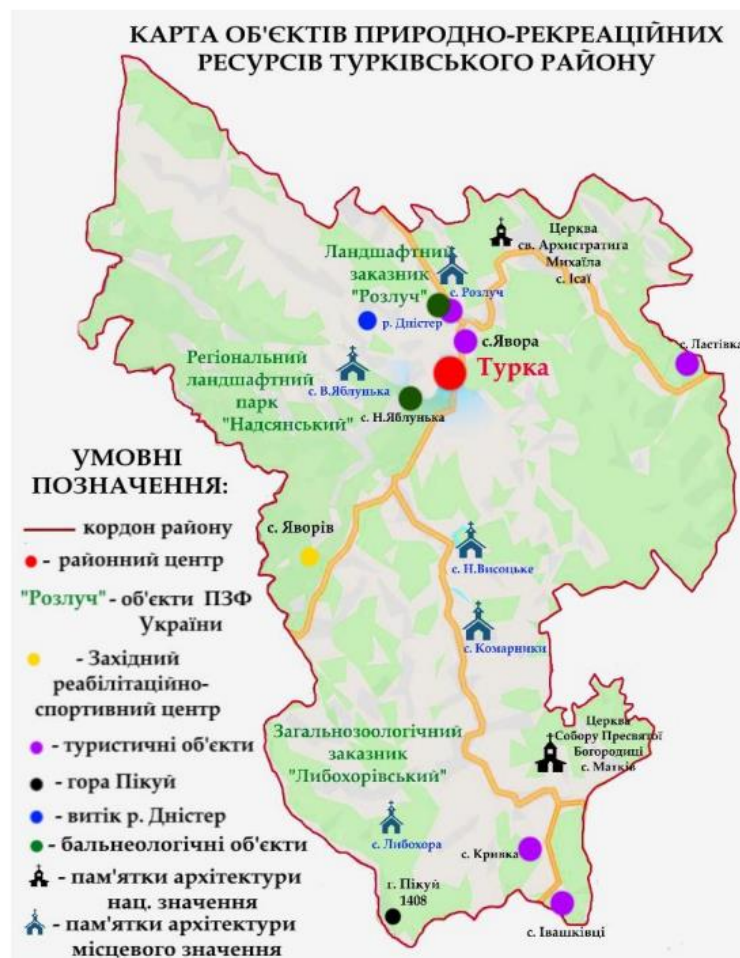 КАРТА ОБ'ЄКТІВ ПРИРОДНО-РЕКРЕАЦІЙНИХ
РЕСУРСІВ ТУРКІВСЬКОГО РАЙОНУ
Церква
св. Архистратига
Михаїла
с. Ісаї
Ландшафтний
заказник
"Розлуч"
с. Розлуч
р. Дністер
с.Явора
с. Ластівка
Турка
Регіональний
ландшафтний
парк
"Надсянський"
с. В.Яблунька
с. Н.Яблунька
УМОВНІ
ПОЗНАЧЕННЯ:
- кордон району
- районний центр
"Розлуч" - об'єкти ПЗФ
України
- Західний
реабілітаційно-
спортивний центр
- туристичні об'єкти
- гора Пікуй
- витік р. Дністер
- бальнеологічні об'єкти
- пам'ятки архітектури
нац. значення
- пам'ятки архітектури
місцевого значення
с. Яворів
с. Н.Висоцьке
с. Комарники
Церква
Собору Пресвятої
Богородиці
с. Матків
Загальнозоологічний
заказник
"Либохорівський"
с. Либохора
с. Кривка
г. Пікуй
1408
с. Івашківці